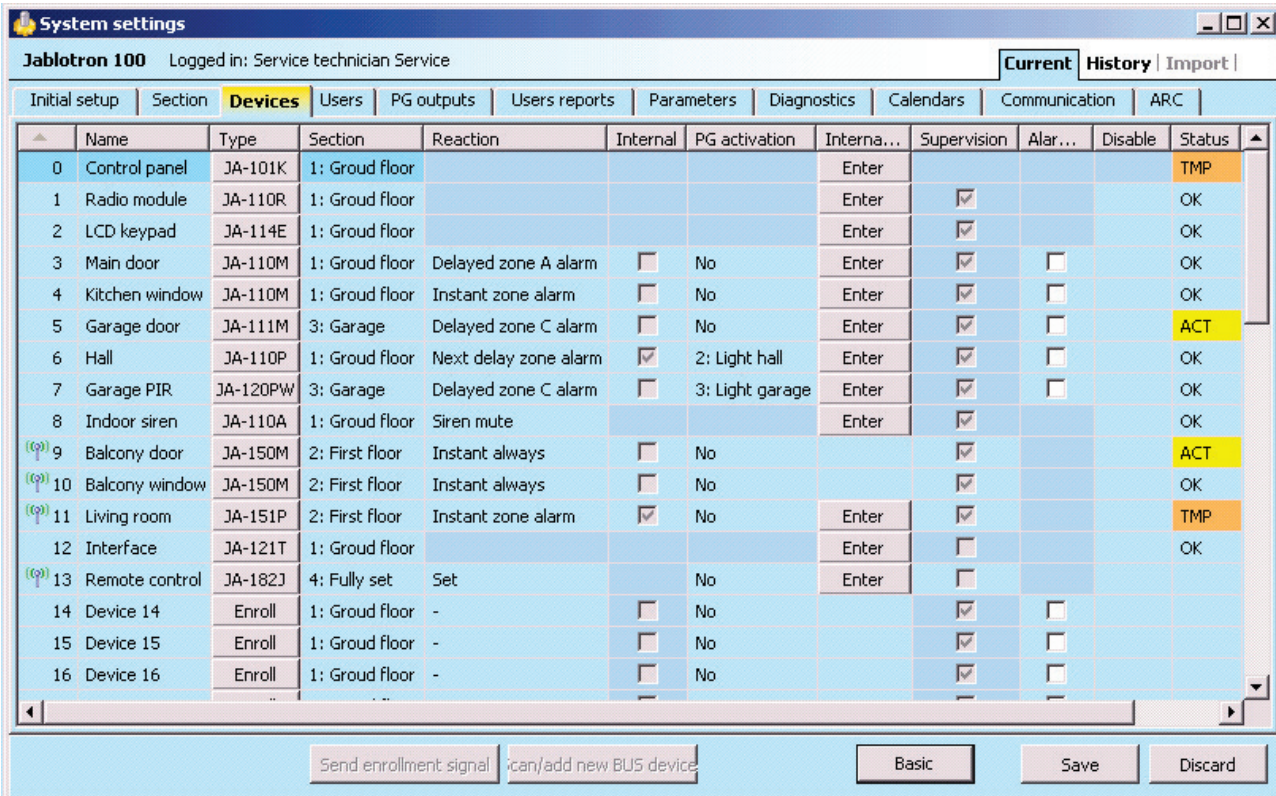 System settings
Jablotron 100 Logged in: Service technician Service Current History Import
Initial setup Section Devices Users PG outputs Users reports Parameters Diagnostics Calendars Communication ARC
Name Type Section Reaction Internal PG activation Interna... Supervision Alar... Disable Status
0 Control panel JA-101K 1: Groud floor Enter TMP
1 Radio module JA-110R 1: Groud floor Enter OK
2 LCD keypad JA-114E 1: Groud floor Enter OK
3 Main door JA-110M 1: Groud floor Delayed zone A alarm No Enter OK
4 Kitchen window JA-110M 1: Groud floor Instant zone alarm No Enter OK
5 Garage door JA-111M 3: Garage Delayed zone C alarm No Enter ACT
6 Hall JA-110P 1: Groud floor Next delay zone alarm 2: Light hall Enter OK
7 Garage PIR JA-120PW 3: Garage Delayed zone C alarm 3: Light garage Enter OK
8 Indoor siren JA-110A 1: Groud floor Siren mute Enter OK
9 Balcony door JA-150M 2: First floor Instant always No ACT
10 Balcony window JA-150M 2: First floor Instant always No OK
11 Living room JA-151P 2: First floor Instant zone alarm No Enter TMP
12 Interface JA-121T 1: Groud floor Enter OK
13 Remote control JA-182J 4: Fully set Set No Enter
14 Device 14 Enroll 1: Groud floor - No
15 Device 15 Enroll 1: Groud floor - No
16 Device 16 Enroll 1: Groud floor - No
Send enrollment signal can/add new BUS device Basic Save Discard